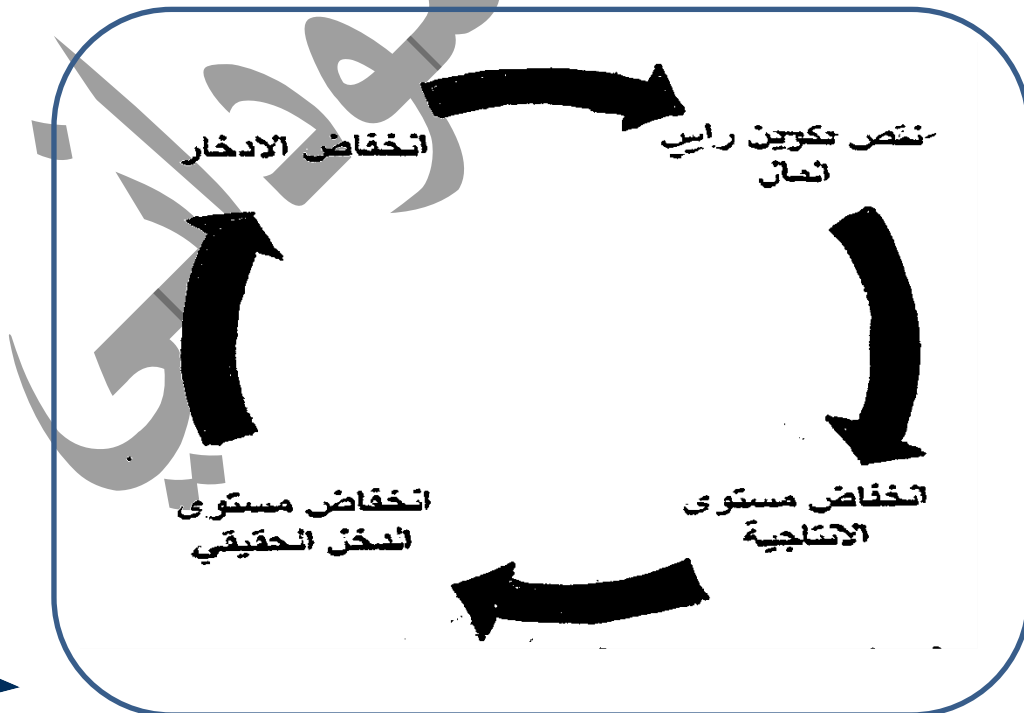 نقص تكوين راس
المال
انخفاض الادخار
انخفاض مستوى
الانتاجية
انخفاض مستوى
الدخل الحقيقي